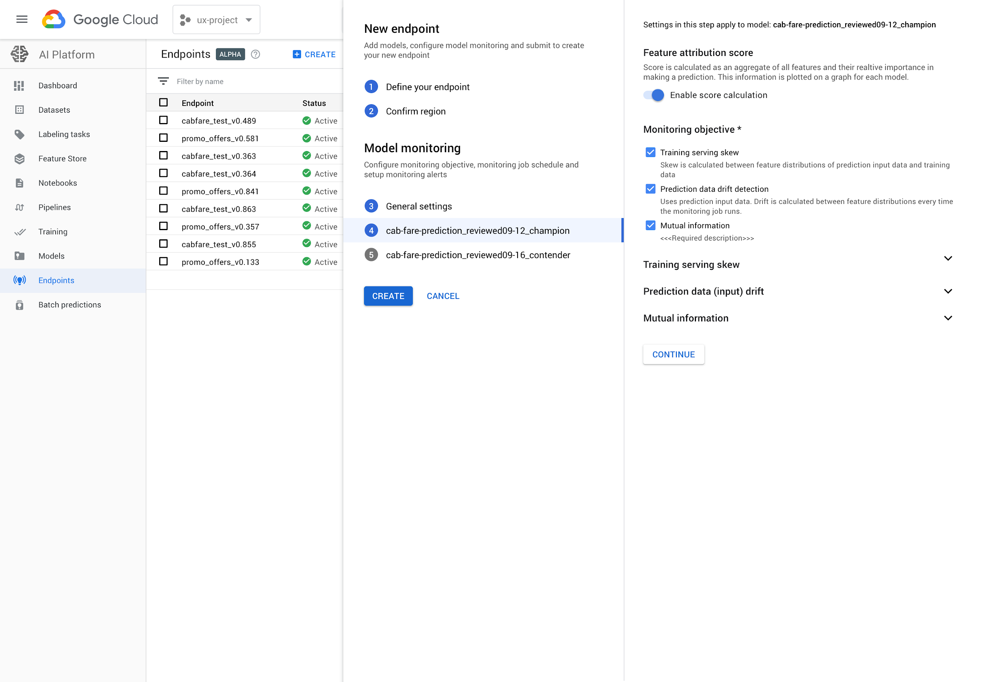 Google Cloud
ux-project
AI Platform
Dashboard
Datasets
Labeling tasks
Feature Store
Notebooks
Pipelines
Training
Models
Endpoints
Batch predictions
Endpoints ALPHA ? CREATE
Filter by name
Endpoint Status
cabfare_test_v0.489 Active
promo_offers_v0.581 Active
cabfare_test_v0.363 Active
cabfare_test_v0.364 Active
promo_offers_v0.841 Active
cabfare_test_v0.863 Active
promo_offers_v0.357 Active
cabfare_test_v0.855 Active
promo_offers_v0.133 Active
New endpoint
Add models, configure model monitoring and submit to create
your new endpoint
1 Define your endpoint
2 Confirm region
Model monitoring
Configure monitoring objective, monitoring job schedule and
setup monitoring alerts
3 General settings
4 cab-fare-prediction_reviewed09-12_champion
5 cab-fare-prediction_reviewed09-16_contender
CREATE CANCEL
Settings in this step apply to model: cab-fare-prediction_reviewed09-12_champion
Feature attribution score
Score is calculated as an aggregate of all features and their realtive importance in
making a prediction. This information is plotted on a graph for each model.
Enable score calculation
Monitoring objective *
Training serving skew
Skew is calculated between feature distributions of prediction input data and training
data
Prediction data drift detection
Uses prediction input data. Drift is calculated between feature distributions every time
the monitoring job runs.
Mutual information
<<<Required description>>>
Training serving skew
Prediction data (input) drift
Mutual information
CONTINUE